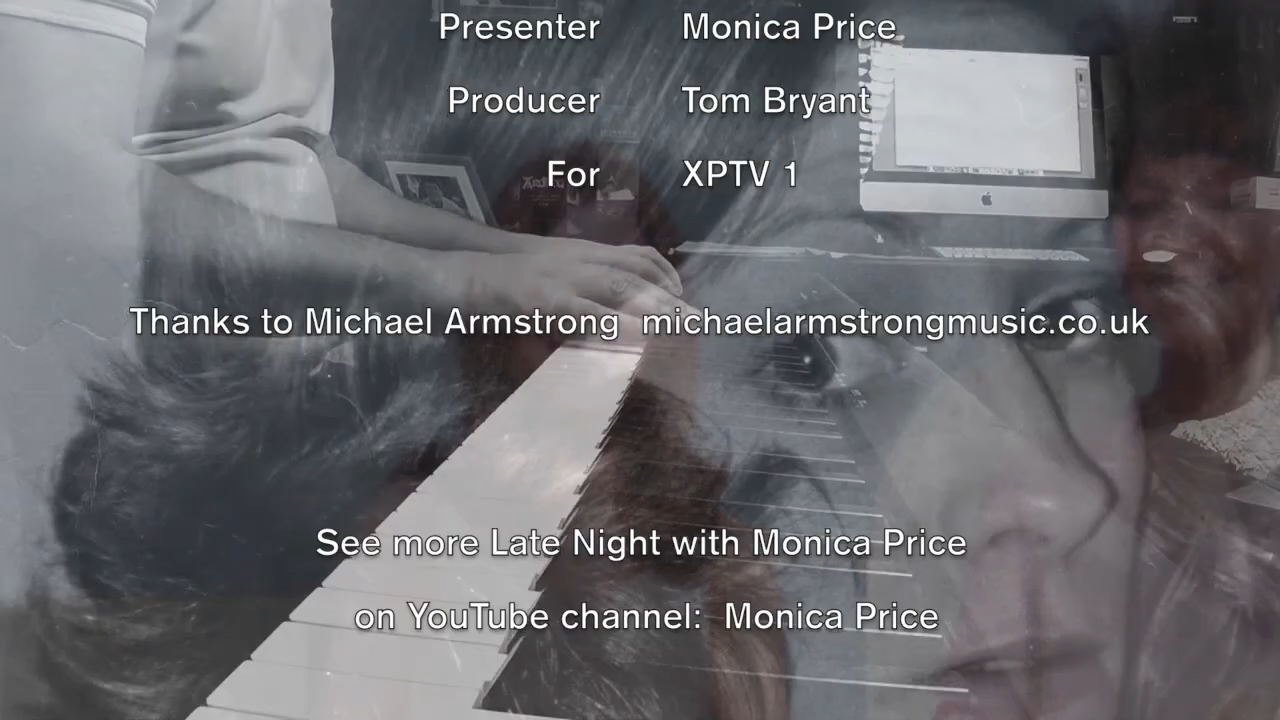 Presenter Monica Price
Producer Tom Bryant
For XPTV 1
Thanks to Michael Armstrong michaelarmstrongmusic.co.uk
See more Late Night with Monica Price
on YouTube channel: Monica Price